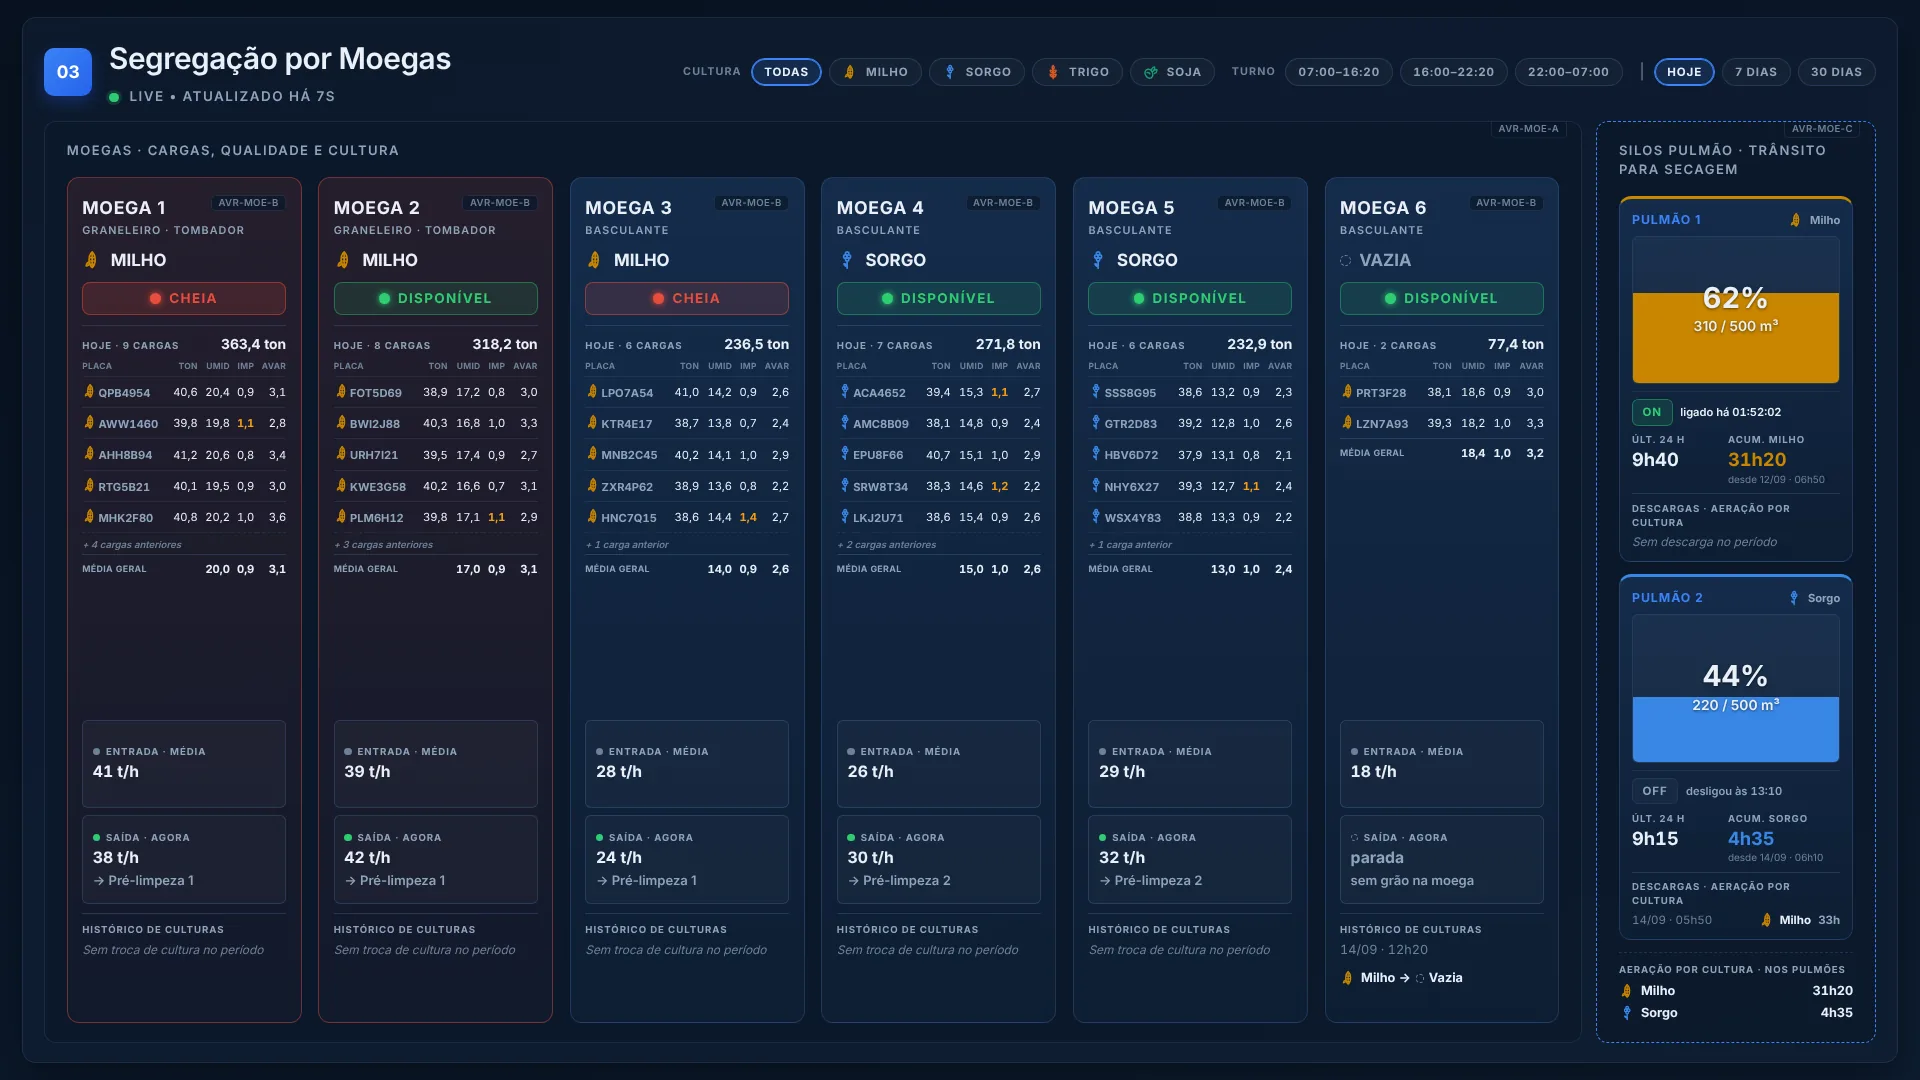 03
Segregação por Moegas
LIVE • ATUALIZADO HÁ 7S
CULTURA TODAS MILHO SORGO TRIGO SOJA TURNO 07:00–16:20 16:00–22:20 22:00–07:00 | HOJE 7 DIAS 30 DIAS
MOEGAS · CARGAS, QUALIDADE E CULTURA
AVR-MOE-A
MOEGA 1
AVR-MOE-B
GRANELEIRO · TOMBADOR
MILHO
CHEIA
HOJE · 9 CARGAS 363,4 ton
PLACA TON UMID IMP AVAR
QPB4954 40,6 20,4 0,9 3,1
AWW1460 39,8 19,8 1,1 2,8
AHH8B94 41,2 20,6 0,8 3,4
RTG5B21 40,1 19,5 0,9 3,0
MHK2F80 40,8 20,2 1,0 3,6
+ 4 cargas anteriores
MÉDIA GERAL 20,0 0,9 3,1
ENTRADA · MÉDIA
41 t/h
SAÍDA · AGORA
38 t/h
→ Pré-limpeza 1
HISTÓRICO DE CULTURAS
Sem troca de cultura no período
MOEGA 2
AVR-MOE-B
GRANELEIRO · TOMBADOR
MILHO
DISPONÍVEL
HOJE · 8 CARGAS 318,2 ton
PLACA TON UMID IMP AVAR
FOT5D69 38,9 17,2 0,8 3,0
BWI2J88 40,3 16,8 1,0 3,3
URH7I21 39,5 17,4 0,9 2,7
KWE3G58 40,2 16,6 0,7 3,1
PLM6H12 39,8 17,1 1,1 2,9
+ 3 cargas anteriores
MÉDIA GERAL 17,0 0,9 3,1
ENTRADA · MÉDIA
39 t/h
SAÍDA · AGORA
42 t/h
→ Pré-limpeza 1
HISTÓRICO DE CULTURAS
Sem troca de cultura no período
MOEGA 3
AVR-MOE-B
BASCULANTE
MILHO
CHEIA
HOJE · 6 CARGAS 236,5 ton
PLACA TON UMID IMP AVAR
LPO7A54 41,0 14,2 0,9 2,6
KTR4E17 38,7 13,8 0,7 2,4
MNB2C45 40,2 14,1 1,0 2,9
ZXR4P62 38,9 13,6 0,8 2,2
HNC7Q15 38,6 14,4 1,4 2,7
+ 1 carga anterior
MÉDIA GERAL 14,0 0,9 2,6
ENTRADA · MÉDIA
28 t/h
SAÍDA · AGORA
24 t/h
→ Pré-limpeza 1
HISTÓRICO DE CULTURAS
Sem troca de cultura no período
MOEGA 4
AVR-MOE-B
BASCULANTE
SORGO
DISPONÍVEL
HOJE · 7 CARGAS 271,8 ton
PLACA TON UMID IMP AVAR
ACA4652 39,4 15,3 1,1 2,7
AMC8B09 38,1 14,8 0,9 2,4
EPU8F66 40,7 15,1 1,0 2,9
SRW8T34 38,3 14,6 1,2 2,2
LKJ2U71 38,6 15,4 0,9 2,6
+ 2 cargas anteriores
MÉDIA GERAL 15,0 1,0 2,6
ENTRADA · MÉDIA
26 t/h
SAÍDA · AGORA
30 t/h
→ Pré-limpeza 2
HISTÓRICO DE CULTURAS
Sem troca de cultura no período
MOEGA 5
AVR-MOE-B
BASCULANTE
SORGO
DISPONÍVEL
HOJE · 6 CARGAS 232,9 ton
PLACA TON UMID IMP AVAR
SSS8G95 38,6 13,2 0,9 2,3
GTR2D83 39,2 12,8 1,0 2,6
HBV6D72 37,9 13,1 0,8 2,1
NHY6X27 39,3 12,7 1,1 2,4
WSX4Y83 38,8 13,3 0,9 2,2
+ 1 carga anterior
MÉDIA GERAL 13,0 1,0 2,4
ENTRADA · MÉDIA
29 t/h
SAÍDA · AGORA
32 t/h
→ Pré-limpeza 2
HISTÓRICO DE CULTURAS
Sem troca de cultura no período
MOEGA 6
AVR-MOE-B
BASCULANTE
VAZIA
DISPONÍVEL
HOJE · 2 CARGAS 77,4 ton
PLACA TON UMID IMP AVAR
PRT3F28 38,1 18,6 0,9 3,0
LZN7A93 39,3 18,2 1,0 3,3
MÉDIA GERAL 18,4 1,0 3,2
ENTRADA · MÉDIA
18 t/h
SAÍDA · AGORA
parada
sem grão na moega
HISTÓRICO DE CULTURAS
14/09 · 12h20
Milho → Vazia
AVR-MOE-C
SILOS PULMÃO · TRÂNSITO
PARA SECAGEM
PULMÃO 1 Milho
62%
310 / 500 m³
ON ligado há 01:52:02
ÚLT. 24 H ACUM. MILHO
9h40 31h20
desde 12/09 · 06h50
DESCARGAS · AERAÇÃO POR
CULTURA
Sem descarga no período
PULMÃO 2 Sorgo
44%
220 / 500 m³
OFF desligou às 13:10
ÚLT. 24 H ACUM. SORGO
9h15 4h35
desde 14/09 · 06h10
DESCARGAS · AERAÇÃO POR
CULTURA
14/09 · 05h50 Milho 33h
AERAÇÃO POR CULTURA · NOS PULMÕES
Milho 31h20
Sorgo 4h35